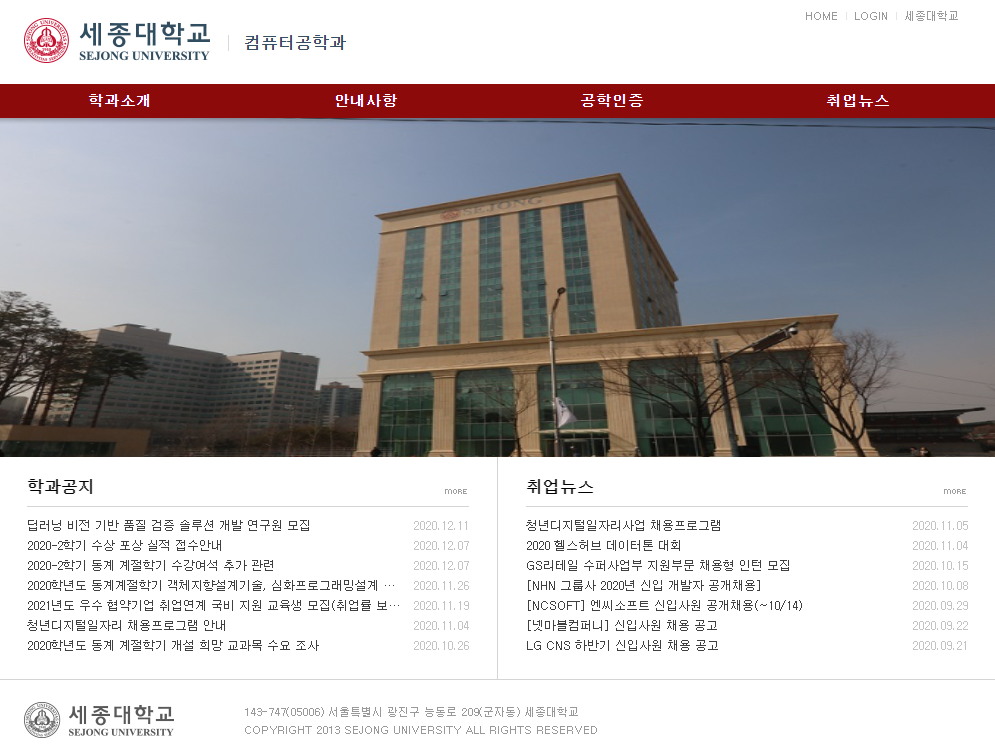 HOME
LOGIN
세종대학교
세종대학교
SEJONG UNIVERSITY
컴퓨터공학과
학과소개
안내사항
공학인증
취업뉴스
SEJONG
학과공지
MORE
딥러닝 비전 기반 품질 검증 솔루션 개발 연구원 모집 2020.12.11
2020-2학기 수상 포상 실적 접수안내 2020.12.07
2020-2학기 동계 계절학기 수강여석 추가 관련 2020.12.07
2020학년도 동계계절학기 객체지향설계기술, 심화프로그래밍설계 ··· 2020.11.26
2021년도 우수 협약기업 취업연계 국비 지원 교육생 모집(취업률 보··· 2020.11.19
청년디지털일자리 채용프로그램 안내 2020.11.04
2020학년도 동계 계절학기 개설 희망 교과목 수요 조사 2020.10.26
취업뉴스
MORE
청년디지털일자리사업 채용프로그램 2020.11.05
2020 헬스허브 데이터톤 대회 2020.11.04
GS리테일 수퍼사업부 지원부문 채용형 인턴 모집 2020.10.15
[NHN 그룹사 2020년 신입 개발자 공개채용] 2020.10.08
[NCSOFT] 엔씨소프트 신입사원 공개채용(~10/14) 2020.09.29
[넷마블컴퍼니] 신입사원 채용 공고 2020.09.22
LG CNS 하반기 신입사원 채용 공고 2020.09.21
세종대학교
SEJONG UNIVERSITY
143-747(05006) 서울특별시 광진구 능동로 209(군자동) 세종대학교
COPYRIGHT 2013 SEJONG UNIVERSITY ALL RIGHTS RESERVED